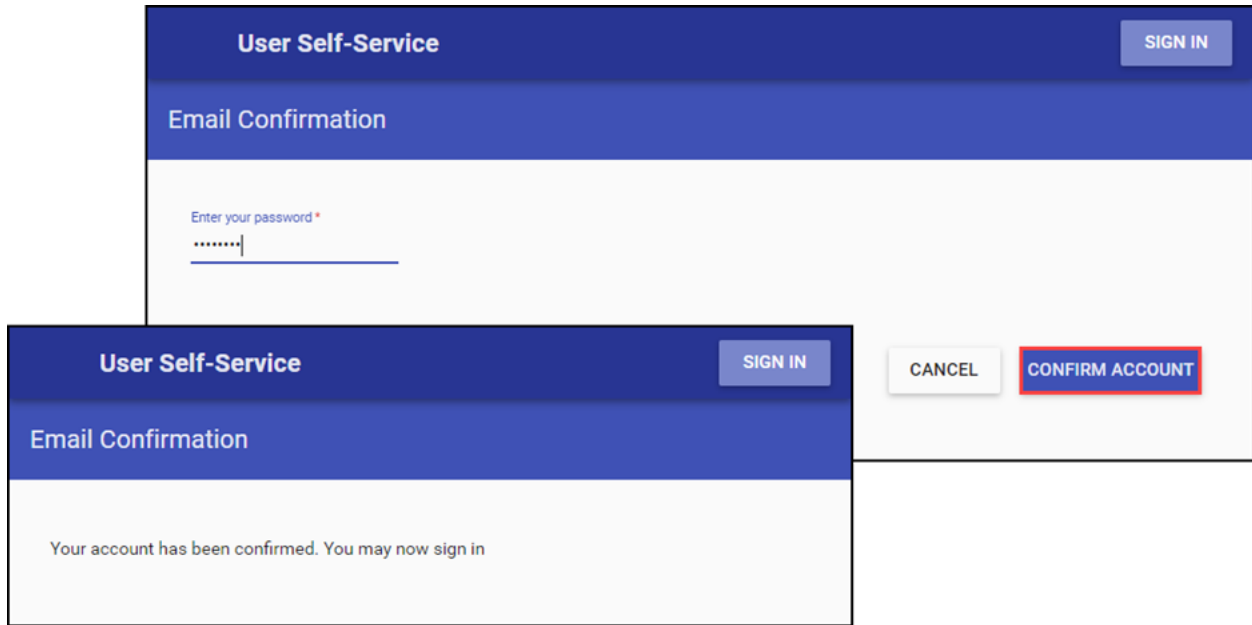 User Self-Service
SIGN IN
Email Confirmation
Enter your password *
••••••••
CANCEL
CONFIRM ACCOUNT
User Self-Service
SIGN IN
Email Confirmation
Your account has been confirmed. You may now sign in